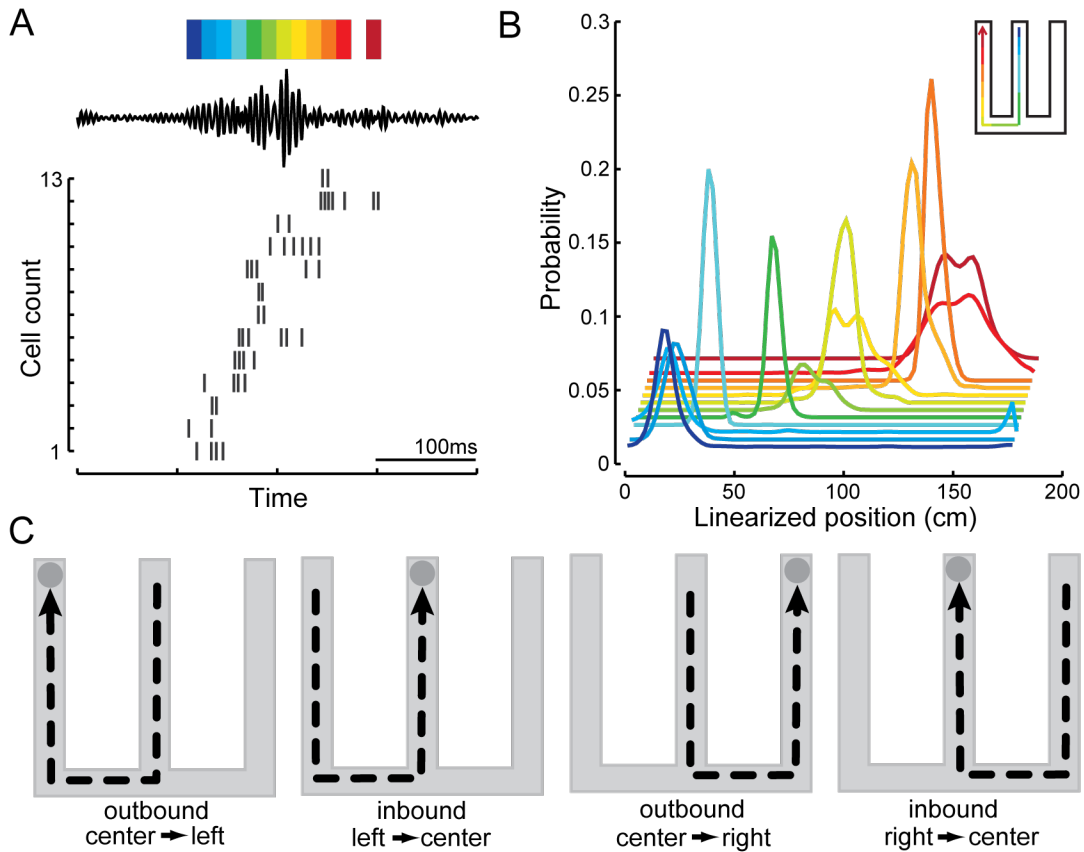 A
13
Cell count
1
100ms
Time
B
0.3
0.25
0.2
0.15
0.1
0.05
0
Probability
0
50
100
150
200
Linearized position (cm)
C
outbound
center → left
inbound
left → center
outbound
center → right
inbound
right → center